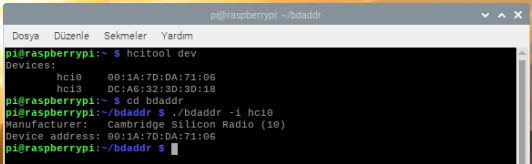 pi@raspberrypi: ~/bdaddr
Dosya Düzenle Sekmeler Yardım
pi@raspberrypi:~ $ hcitool dev
Devices:
hci0 00:1A:7D:DA:71:06
hci3 DC:A6:32:3D:3D:18
pi@raspberrypi:~ $ cd bdaddr
pi@raspberrypi:~/bdaddr $ ./bdaddr -i hci0
Manufacturer: Cambridge Silicon Radio (10)
Device address: 00:1A:7D:DA:71:06
pi@raspberrypi:~/bdaddr $